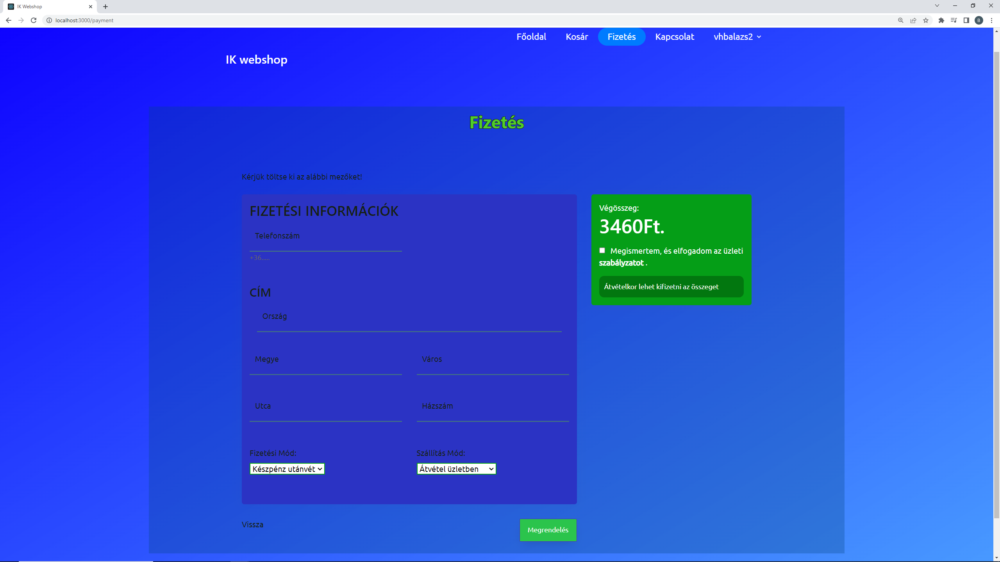 IK Webshop
localhost:3000/payment
B
Főoldal Kosár Fizetés Kapcsolat vhbalazs2
IK webshop
Fizetés
Kérjük töltse ki az alábbi mezőket!
FIZETÉSI INFORMÁCIÓK
Telefonszám
+36.....
CÍM
Ország
Megye Város
Utca Házszám
Fizetési Mód: Szállítás Mód:
Készpénz utánvét Átvétel üzletben
Végösszeg:
3460Ft.
Megismertem, és elfogadom az üzleti
szabályzatot .
Átvételkor lehet kifizetni az összeget
Vissza Megrendelés